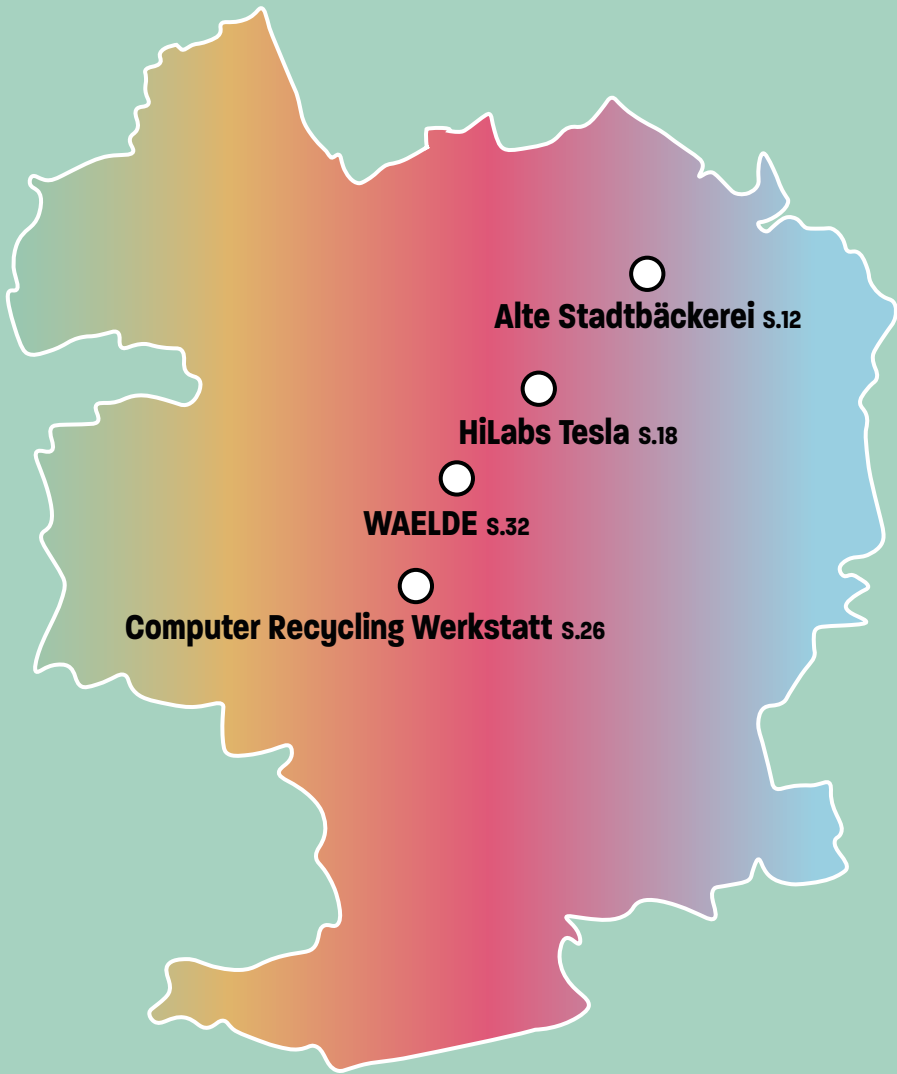 Alte Stadtbäckerei S.12
HiLabs Tesla S.18
WAELDE S.32
Computer Recycling Werkstatt S.26